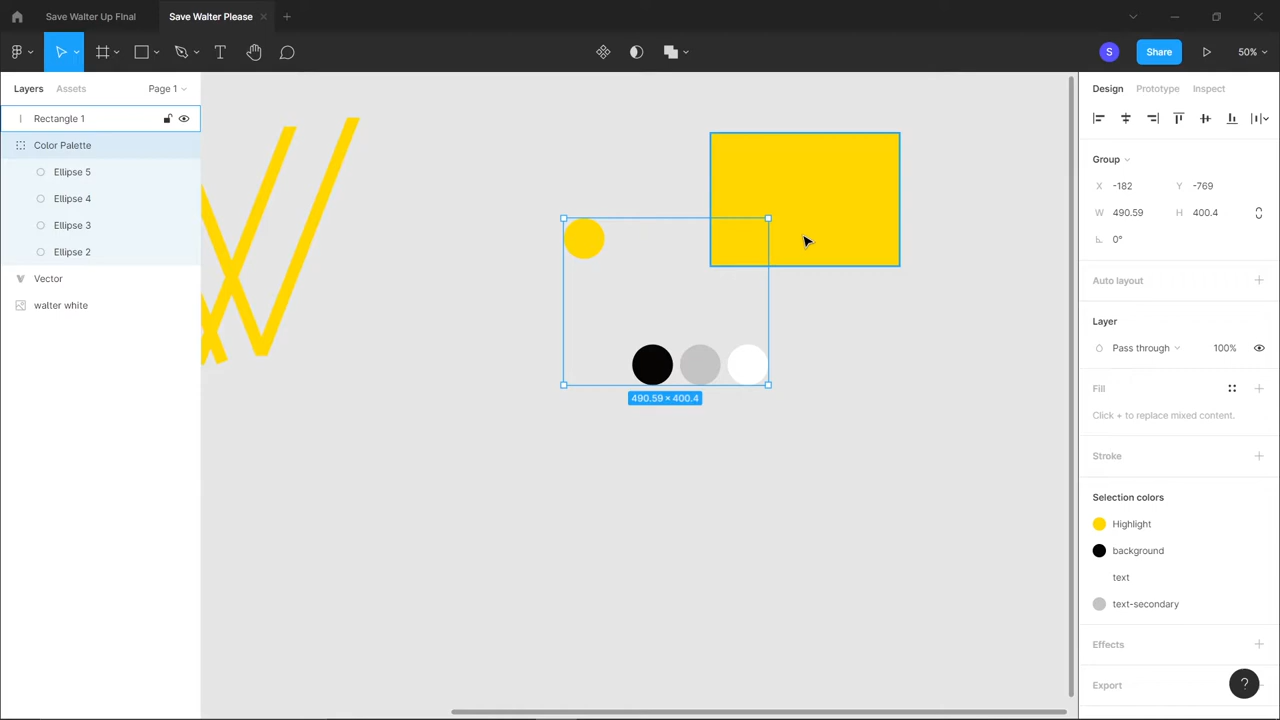 Save Walter Up FInal
Save Walter Please
S
Share
50%
Layers
Assets
Page 1
Design
Prototype
Inspect
Rectangle 1
Color Palette
Ellipse 5
Ellipse 4
Ellipse 3
Ellipse 2
Vector
walter white
490.59 × 400.4
Group
X
-182
Y
-769
W
490.59
H
400.4
0°
Auto layout
Layer
Pass through
100%
Fill
Click + to replace mixed content.
Stroke
Selection colors
Highlight
background
text
text-secondary
Effects
Export
?